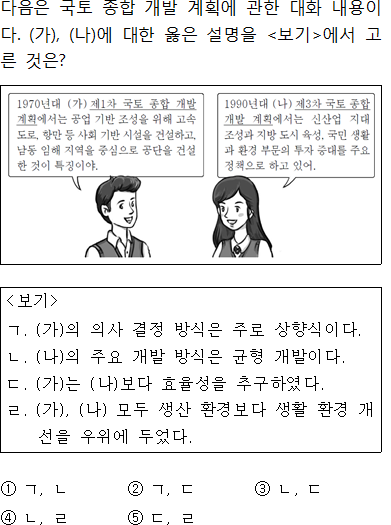 다음은 국토 종합 개발 계획에 관한 대화 내용이
다. (가), (나)에 대한 옳은 설명을 <보기>에서 고
른 것은?
1970년대 (가) 제1차 국토 종합 개발
계획에서는 공업 기반 조성을 위해 고속
도로, 항만 등 사회 기반 시설을 건설하고,
남동 임해 지역을 중심으로 공단을 건설
한 것이 특징이야.
1990년대 (나) 제3차 국토 종합
개발 계획에서는 신산업 지대
조성과 지방 도시 육성, 국민 생활
과 환경 부문의 투자 증대를 주요
정책으로 하고 있어.
<보기>
ㄱ. (가)의 의사 결정 방식은 주로 상향식이다.
ㄴ. (나)의 주요 개발 방식은 균형 개발이다.
ㄷ. (가)는 (나)보다 효율성을 추구하였다.
ㄹ. (가), (나) 모두 생산 환경보다 생활 환경 개
선을 우위에 두었다.
① ㄱ, ㄴ ② ㄱ, ㄷ ③ ㄴ, ㄷ
④ ㄴ, ㄹ ⑤ ㄷ, ㄹ